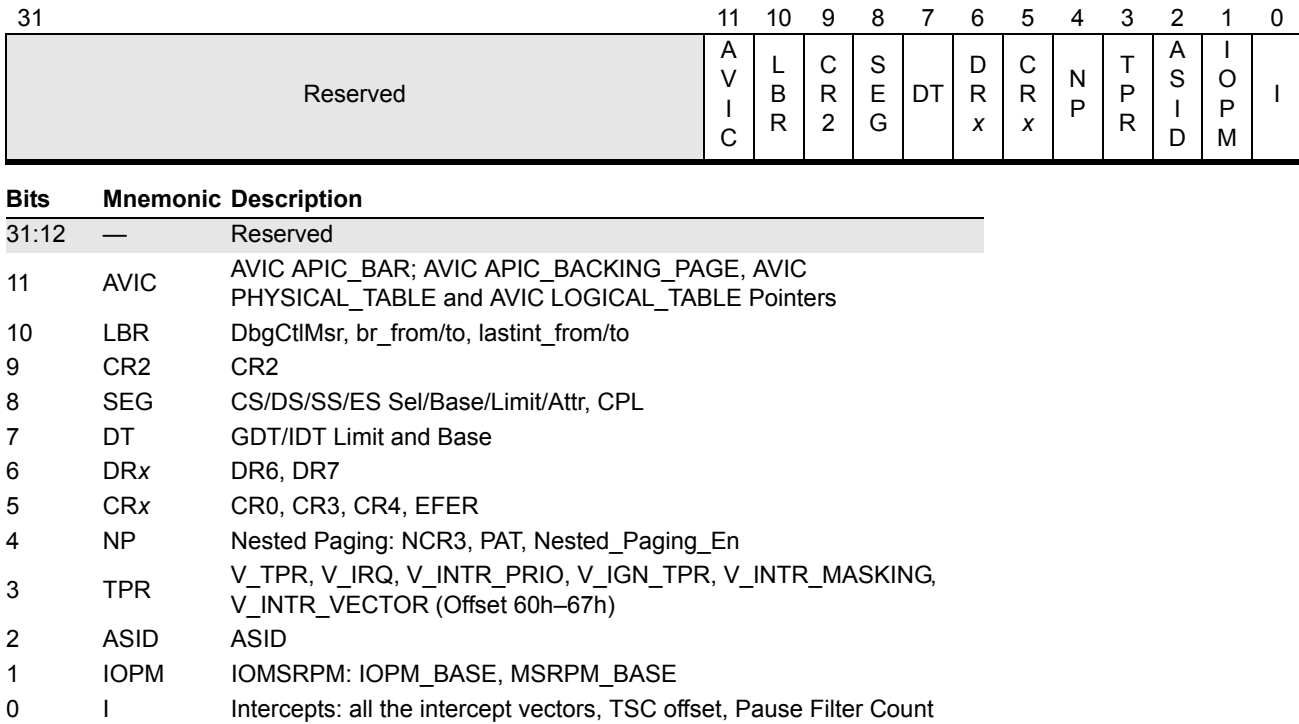 31 11 10 9 8 7 6 5 4 3 2 1 0
Reserved AVIC LBR CR2 SEG DT DRx CRx NP TPR ASID IOPM I
Bits Mnemonic Description
31:12 — Reserved
11 AVIC AVIC APIC_BAR; AVIC APIC_BACKING_PAGE, AVIC
PHYSICAL_TABLE and AVIC LOGICAL_TABLE Pointers
10 LBR DbgCtlMsr, br_from/to, lastint_from/to
9 CR2 CR2
8 SEG CS/DS/SS/ES Sel/Base/Limit/Attr, CPL
7 DT GDT/IDT Limit and Base
6 DRx DR6, DR7
5 CRx CR0, CR3, CR4, EFER
4 NP Nested Paging: NCR3, PAT, Nested_Paging_En
3 TPR V_TPR, V_IRQ, V_INTR_PRIO, V_IGN_TPR, V_INTR_MASKING,
V_INTR_VECTOR (Offset 60h–67h)
2 ASID ASID
1 IOPM IOMSRPM: IOPM_BASE, MSRPM_BASE
0 I Intercepts: all the intercept vectors, TSC offset, Pause Filter Count